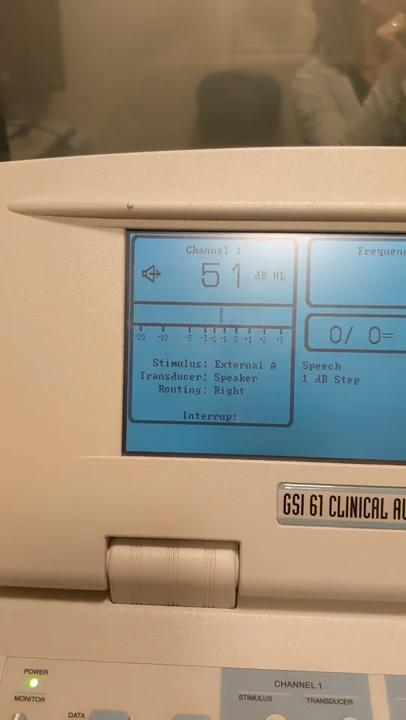 Channel 1
51 dB HL
-20 -10 -5 -3 -2 -1 0 +1 +2 +3
Stimulus: External A
Transducer: Speaker
Routing: Right
Interrupt
Frequenc
0/ 0=
Speech
1 dB Step
GSI 61 CLINICAL AU
POWER
MONITOR
DATA
CHANNEL 1
STIMULUS TRANSDUCER